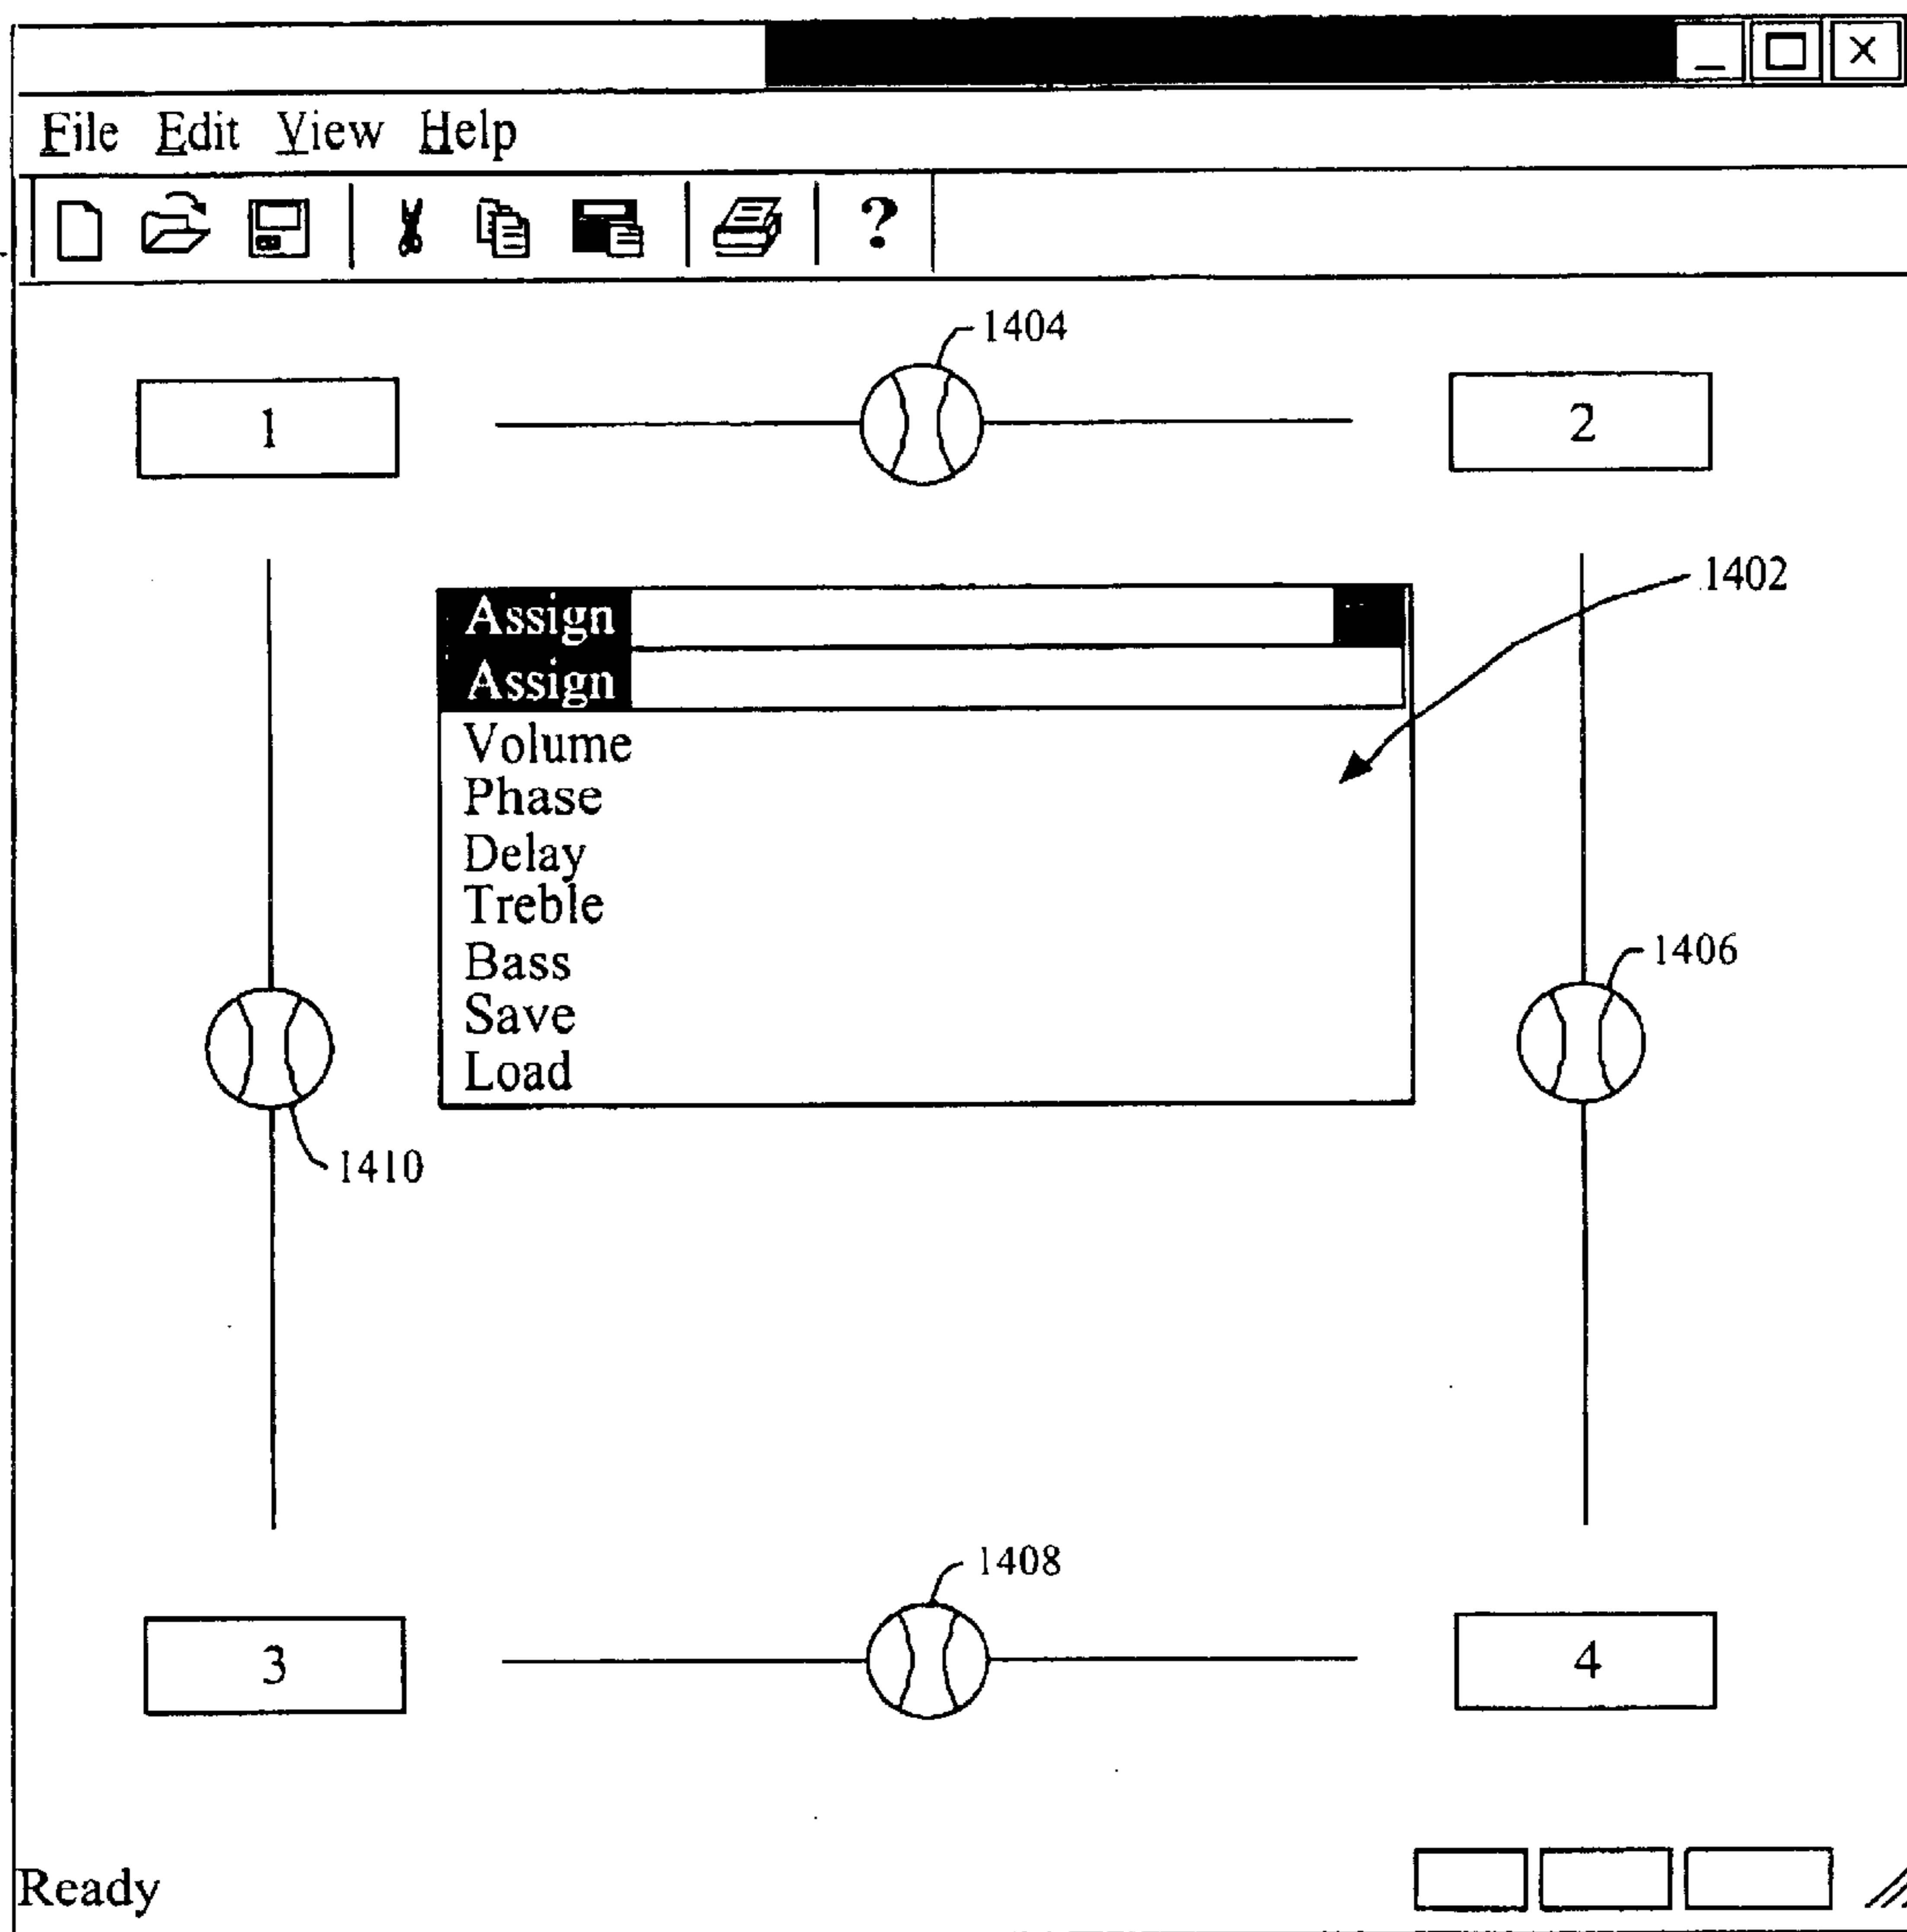 File Edit View Help
?
1404
1
2
1402
Assign
Assign
Volume
Phase
Delay
Treble
Bass
Save
Load
1406
1410
1408
3
4
Ready